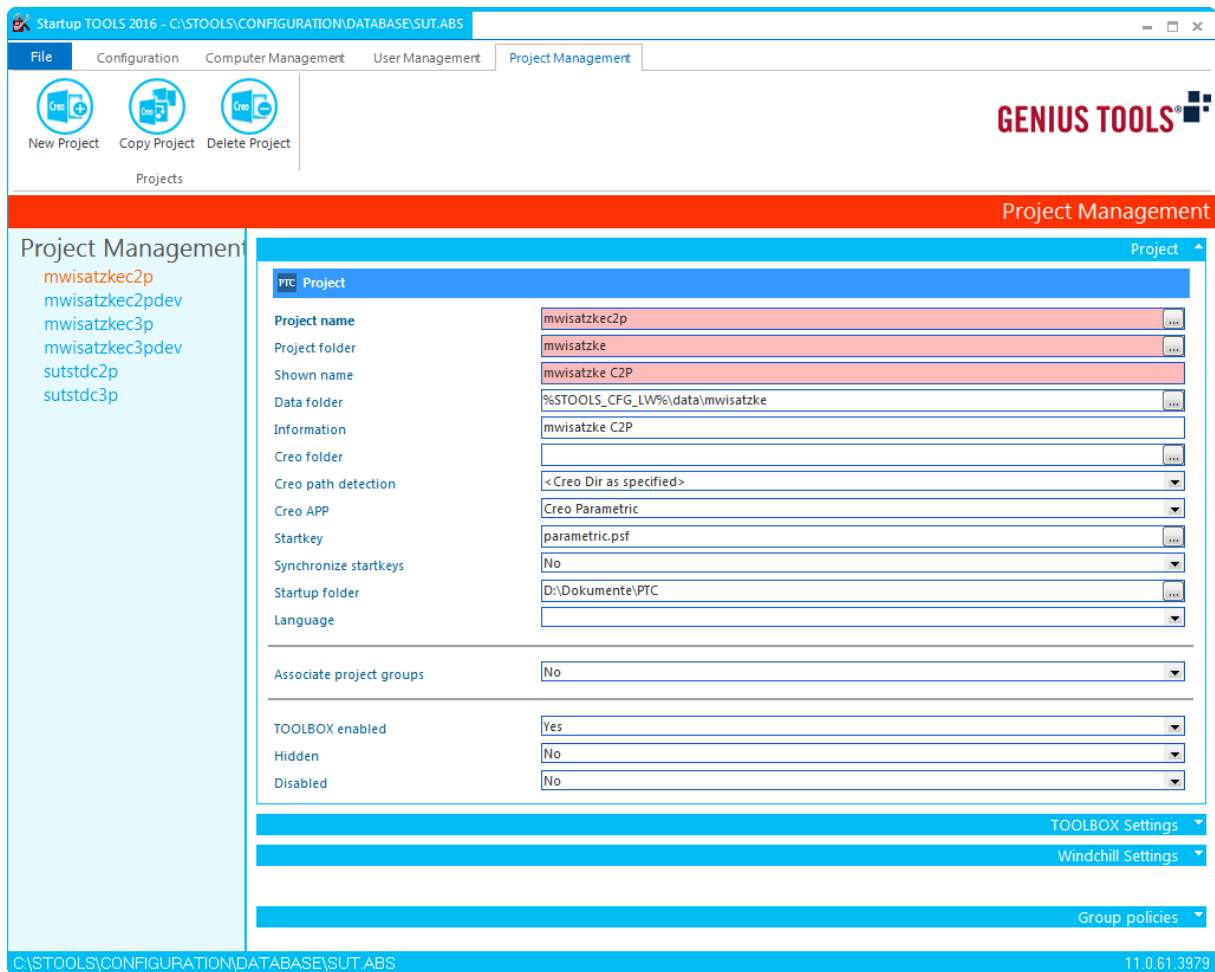 Startup TOOLS 2016 - C:\STOOLS\CONFIGURATION\DATABASE\SUT.ABS
File Configuration Computer Management User Management Project Management
Creo Creo Creo
New Project Copy Project Delete Project
Projects
GENIUS TOOLS®
Project Management
Project Management
mwisatzkec2p
mwisatzkec2pdev
mwisatzkec3p
mwisatzkec3pdev
sutstdc2p
sutstdc3p
Project
PTC Project
Project name mwisatzkec2p ...
Project folder mwisatzke ...
Shown name mwisatzke C2P
Data folder %STOOLS_CFG_LW%\data\mwisatzke ...
Information mwisatzke C2P
Creo folder ...
Creo path detection <Creo Dir as specified>
Creo APP Creo Parametric
Startkey parametric.psf ...
Synchronize startkeys No
Startup folder D:\Dokumente\PTC ...
Language
Associate project groups No
TOOLBOX enabled Yes
Hidden No
Disabled No
TOOLBOX Settings
Windchill Settings
Group policies
C:\STOOLS\CONFIGURATION\DATABASE\SUT.ABS 11.0.61.3979